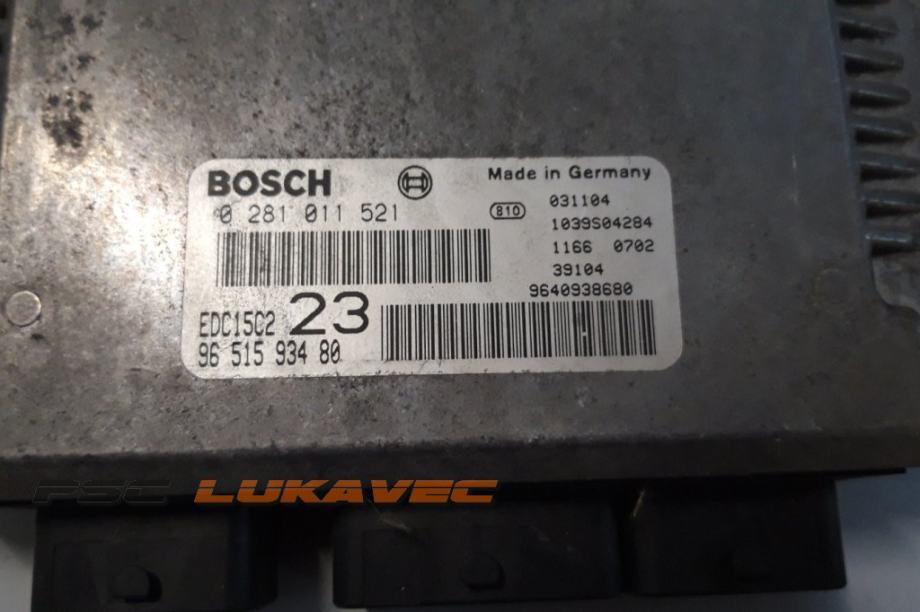 BOSCH
Made in Germany
0 281 011 521
810
031104
1039S04284
1166 0702
39104
9640938680
EDC15C2 23
96 515 934 80
PSC LUKAVEC